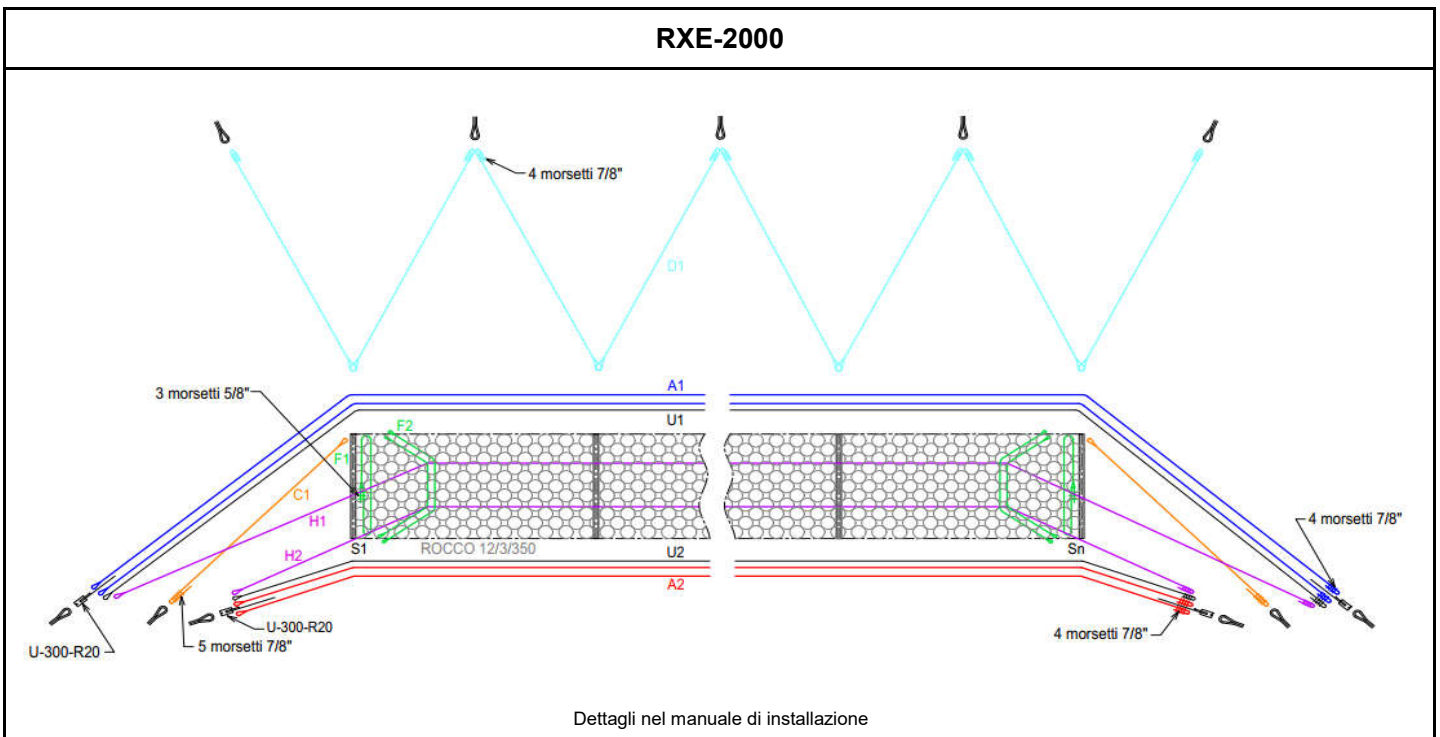 RXE-2000
4 morsetti 7/8"
D1
3 morsetti 5/8"
A1
U1
F2
F1
C1
H1
4 morsetti 7/8"
S1
ROCCO 12/3/350
U2
Sn
H2
A2
U-300-R20
4 morsetti 7/8"
5 morsetti 7/8"
U-300-R20
Dettagli nel manuale di installazione